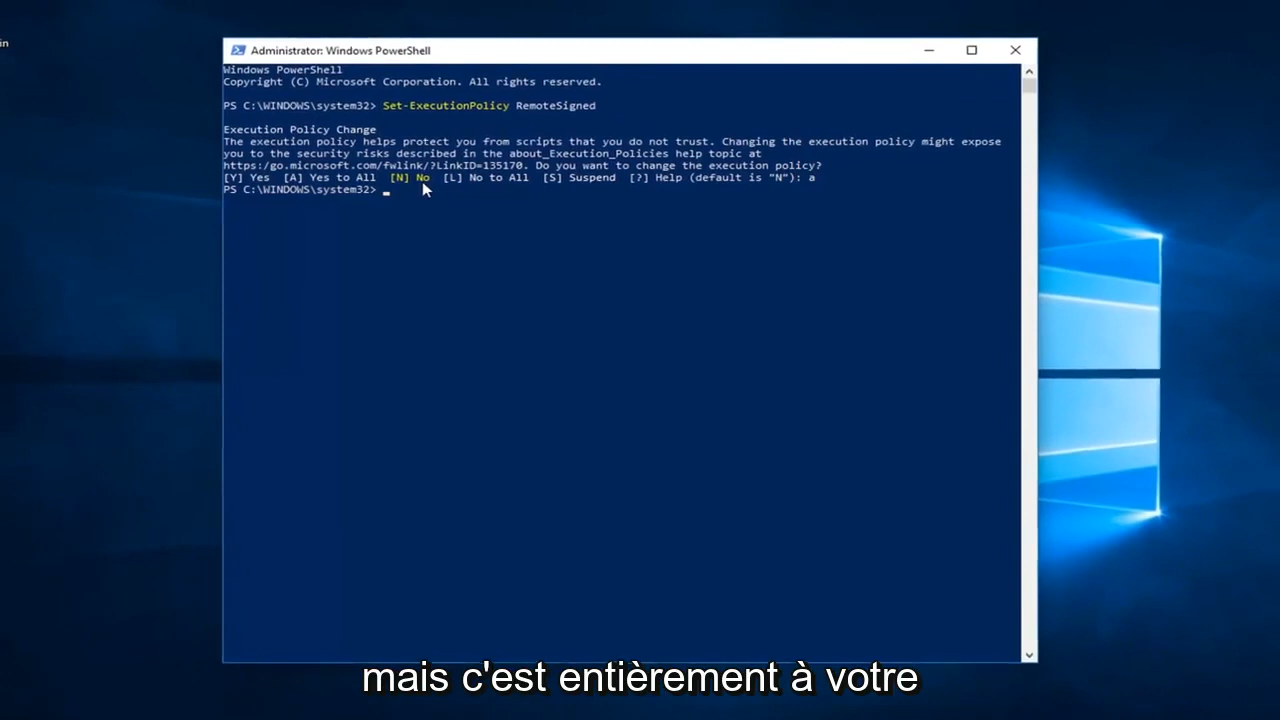 in
Administrator: Windows PowerShell
Windows PowerShell
Copyright (C) Microsoft Corporation. All rights reserved.
PS C:\WINDOWS\system32> Set-ExecutionPolicy RemoteSigned
Execution Policy Change
The execution policy helps protect you from scripts that you do not trust. Changing the execution policy might expose
you to the security risks described in the about_Execution_Policies help topic at
https:/go.microsoft.com/fwlink/?LinkID=135170. Do you want to change the execution policy?
[Y] Yes  [A] Yes to All  [N] No  [L] No to All  [S] Suspend  [?] Help (default is "N"): a
PS C:\WINDOWS\system32> _
mais c'est entièrement à votre